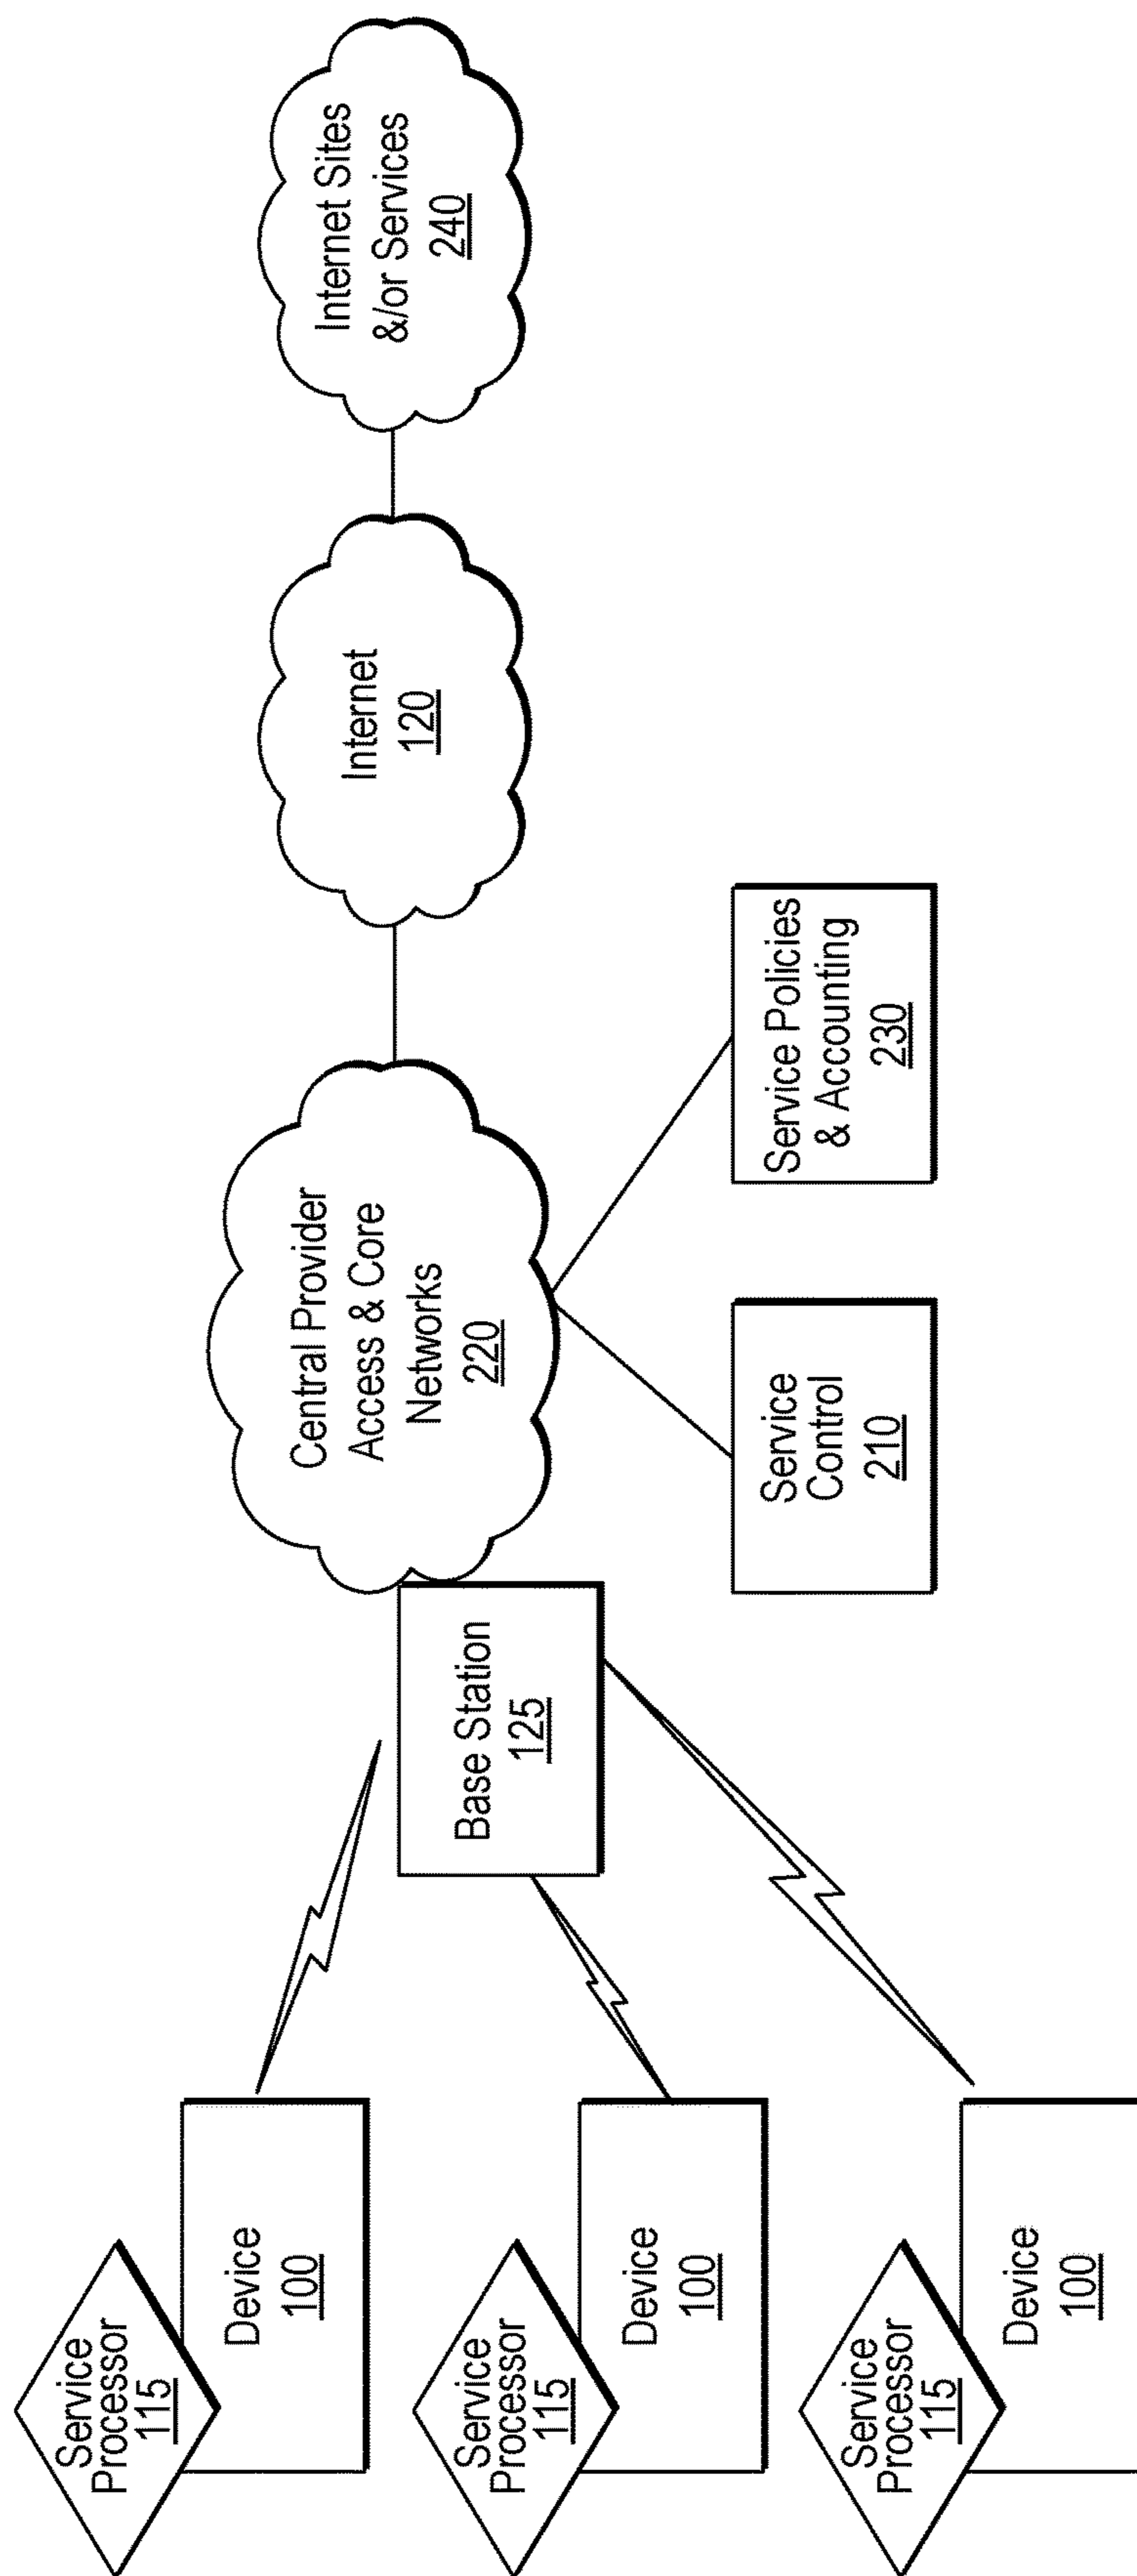 Service
Processor
115
Device
100
Service
Processor
115
Device
100
Service
Processor
115
Device
100
Base Station
125
Central Provider
Access & Core
Networks
220
Service
Control
210
Service Policies
& Accounting
230
Internet
120
Internet Sites
&/or Services
240